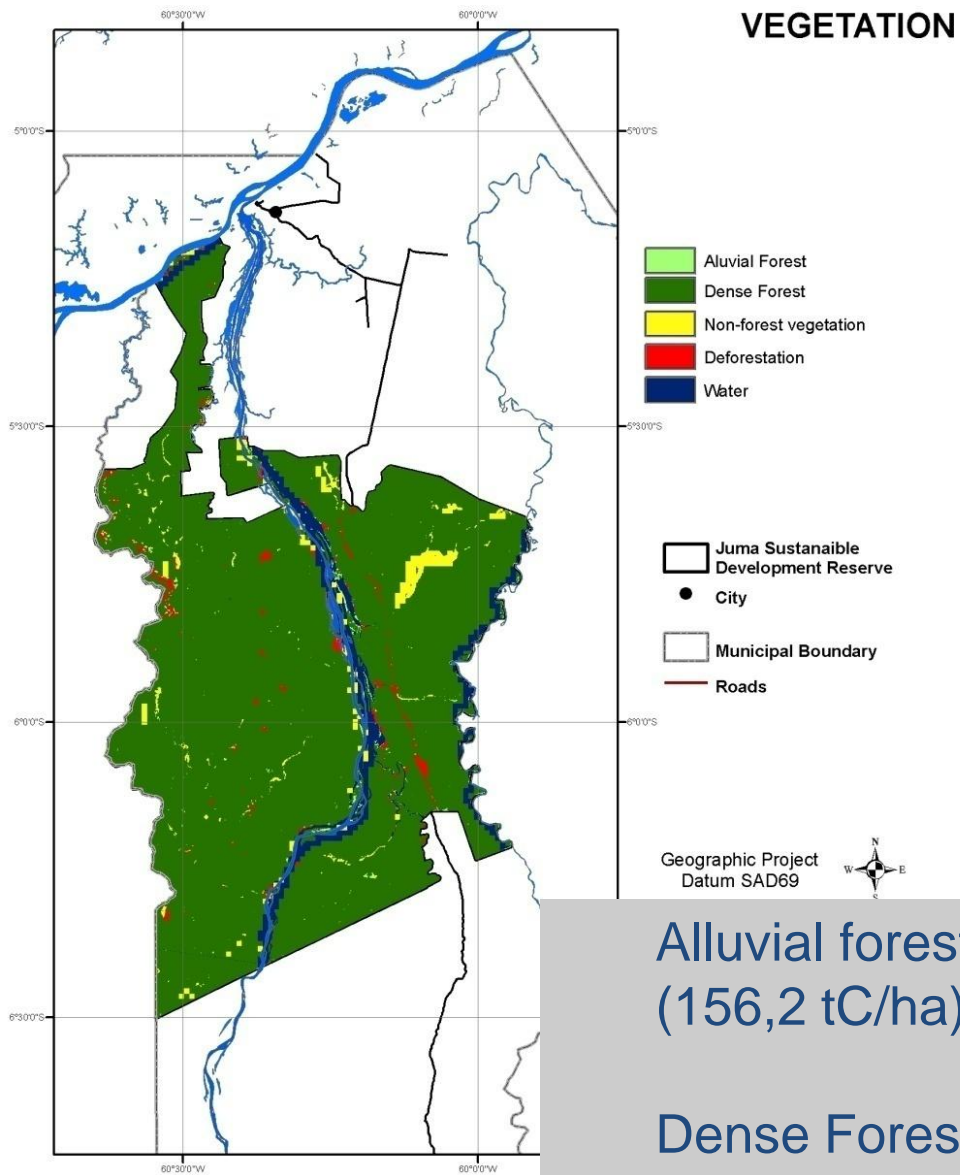 VEGETATION
60°30'0"W 60°0'0"W
5°0'0"S 5°0'0"S
Aluvial Forest
Dense Forest
Non-forest vegetation
Deforestation
Water
5°30'0"S 5°30'0"S
Juma Sustanaible
Development Reserve
City
Municipal Boundary
Roads
6°0'0"S 6°0'0"S
Geographic Project
Datum SAD69
N
W E
S
6°30'0"S
Alluvial forest
(156,2 tC/ha)
Dense Fores
60°30'0"W 60°0'0"W